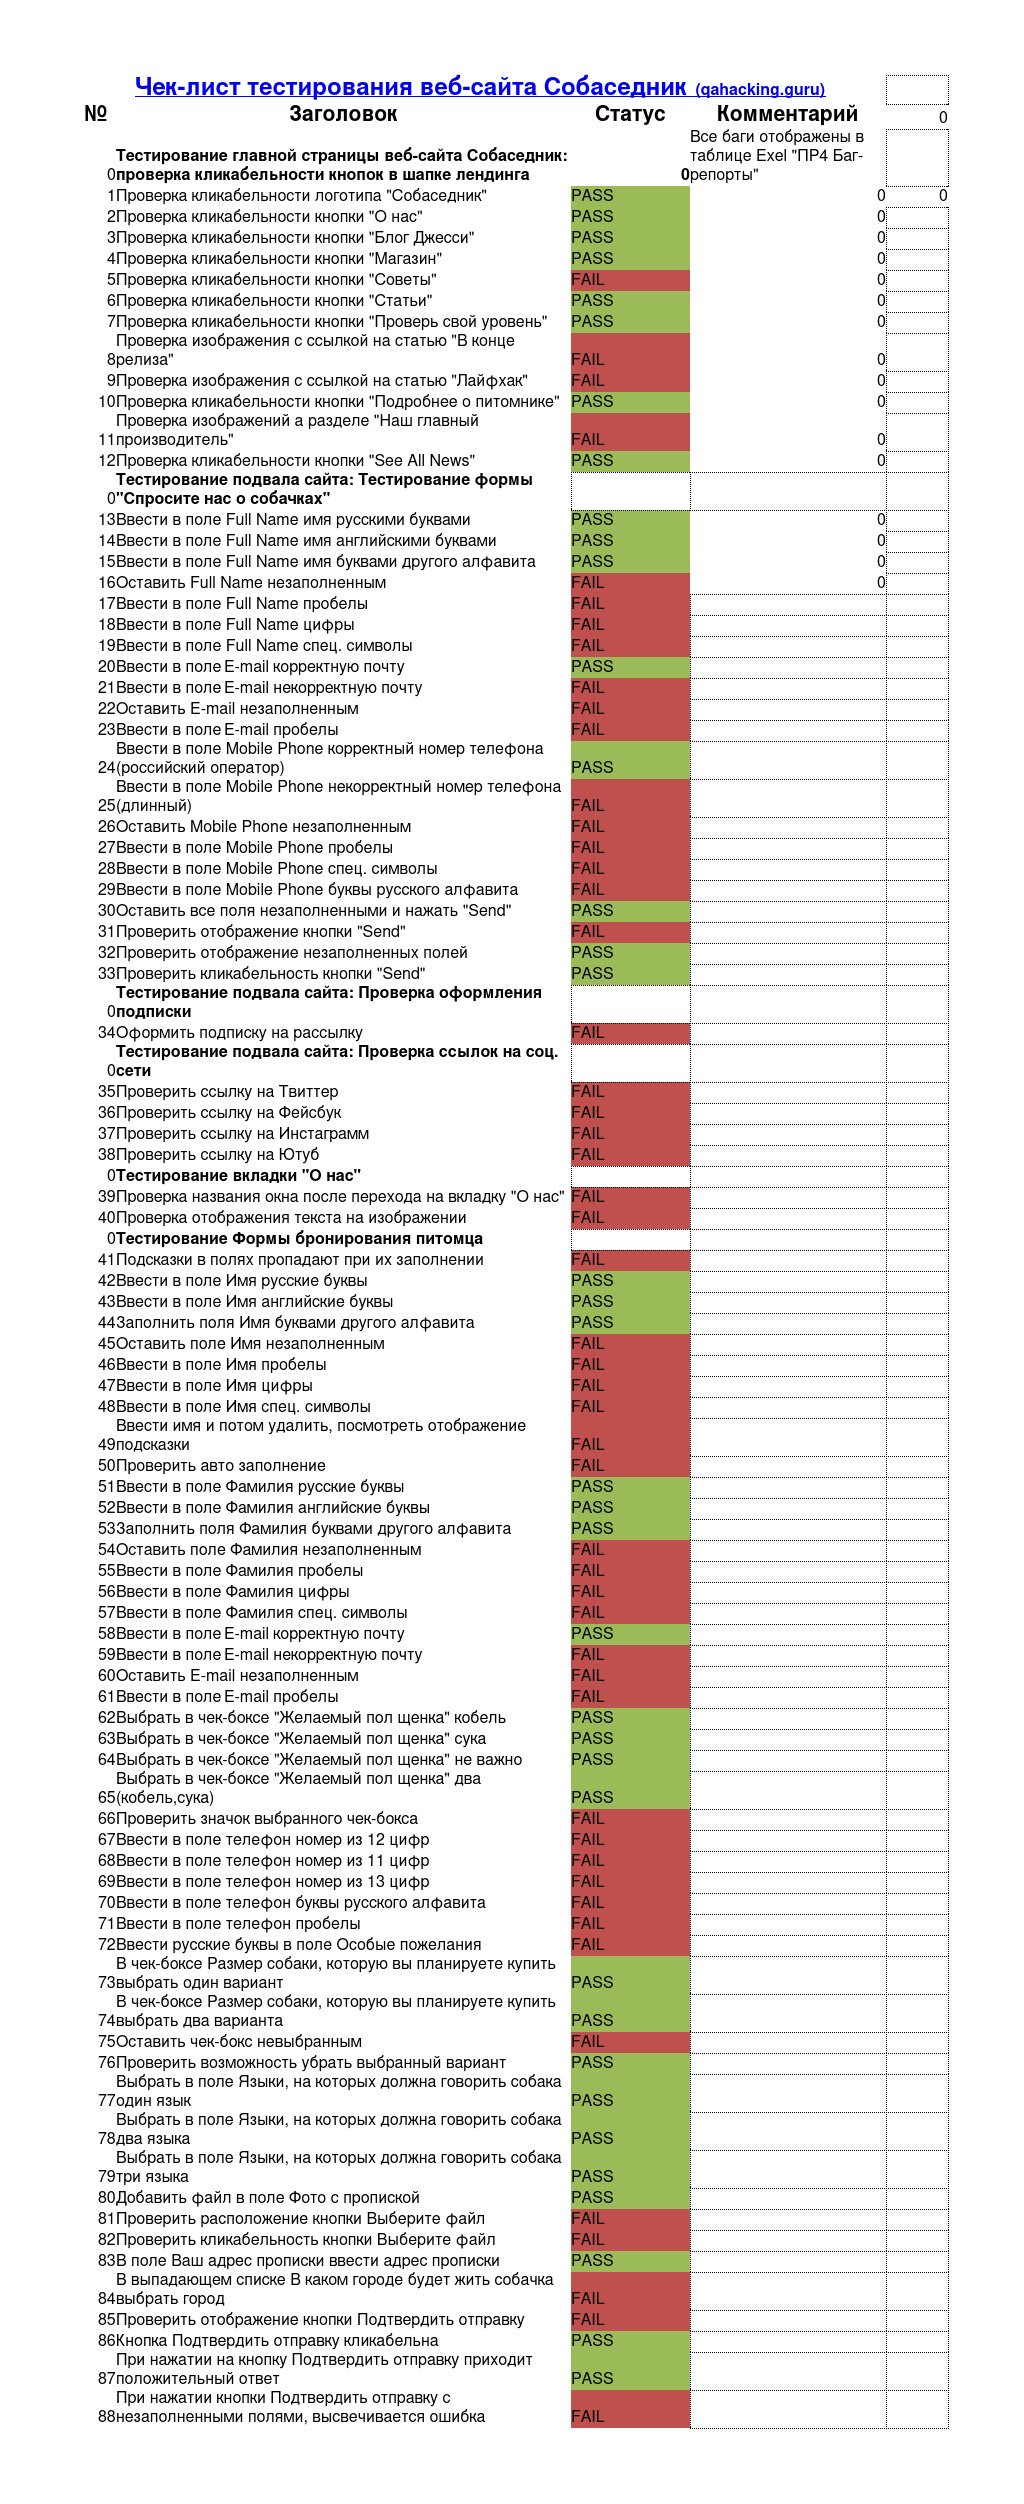 Чек-лист тестирования веб-сайта Собаседник (qahacking.guru)
№ Заголовок Статус Комментарий 0
0 Тестирование главной страницы веб-сайта Собаседник:
проверка кликабельности кнопок в шапке лендинга 0 Все баги отображены в
таблице Exel "ПР4 Баг-
репорты"
1 Проверка кликабельности логотипа "Собаседник" PASS 0 0
2 Проверка кликабельности кнопки "О нас" PASS 0
3 Проверка кликабельности кнопки "Блог Джесси" PASS 0
4 Проверка кликабельности кнопки "Магазин" PASS 0
5 Проверка кликабельности кнопки "Советы" FAIL 0
6 Проверка кликабельности кнопки "Статьи" PASS 0
7 Проверка кликабельности кнопки "Проверь свой уровень" PASS 0
Проверка изображения с ссылкой на статью "В конце
8 релиза" FAIL 0
9 Проверка изображения с ссылкой на статью "Лайфхак" FAIL 0
10 Проверка кликабельности кнопки "Подробнее о питомнике" PASS 0
Проверка изображений а разделе "Наш главный
11 производитель" FAIL 0
12 Проверка кликабельности кнопки "See All News" PASS 0
Тестирование подвала сайта: Тестирование формы
0 "Спросите нас о собачках"
13 Ввести в поле Full Name имя русскими буквами PASS 0
14 Ввести в поле Full Name имя английскими буквами PASS 0
15 Ввести в поле Full Name имя буквами другого алфавита PASS 0
16 Оставить Full Name незаполненным FAIL 0
17 Ввести в поле Full Name пробелы FAIL
18 Ввести в поле Full Name цифры FAIL
19 Ввести в поле Full Name спец. символы FAIL
20 Ввести в поле E-mail корректную почту PASS
21 Ввести в поле E-mail некорректную почту FAIL
22 Оставить E-mail незаполненным FAIL
23 Ввести в поле E-mail пробелы FAIL
Ввести в поле Mobile Phone корректный номер телефона
24 (российский оператор) PASS
Ввести в поле Mobile Phone некорректный номер телефона
25 (длинный) FAIL
26 Оставить Mobile Phone незаполненным FAIL
27 Ввести в поле Mobile Phone пробелы FAIL
28 Ввести в поле Mobile Phone спец. символы FAIL
29 Ввести в поле Mobile Phone буквы русского алфавита FAIL
30 Оставить все поля незаполненными и нажать "Send" PASS
31 Проверить отображение кнопки "Send" FAIL
32 Проверить отображение незаполненных полей PASS
33 Проверить кликабельность кнопки "Send" PASS
Тестирование подвала сайта: Проверка оформления
0 подписки
34 Оформить подписку на рассылку FAIL
Тестирование подвала сайта: Проверка ссылок на соц.
0 сети
35 Проверить ссылку на Твиттер FAIL
36 Проверить ссылку на Фейсбук FAIL
37 Проверить ссылку на Инстаграмм FAIL
38 Проверить ссылку на Ютуб FAIL
0 Тестирование вкладки "О нас"
39 Проверка названия окна после перехода на вкладку "О нас" FAIL
40 Проверка отображения текста на изображении FAIL
0 Тестирование Формы бронирования питомца
41 Подсказки в полях пропадают при их заполнении FAIL
42 Ввести в поле Имя русские буквы PASS
43 Ввести в поле Имя английские буквы PASS
44 Заполнить поля Имя буквами другого алфавита PASS
45 Оставить поле Имя незаполненным FAIL
46 Ввести в поле Имя пробелы FAIL
47 Ввести в поле Имя цифры FAIL
48 Ввести в поле Имя спец. символы FAIL
Ввести имя и потом удалить, посмотреть отображение
49 подсказки FAIL
50 Проверить авто заполнение FAIL
51 Ввести в поле Фамилия русские буквы PASS
52 Ввести в поле Фамилия английские буквы PASS
53 Заполнить поля Фамилия буквами другого алфавита PASS
54 Оставить поле Фамилия незаполненным FAIL
55 Ввести в поле Фамилия пробелы FAIL
56 Ввести в поле Фамилия цифры FAIL
57 Ввести в поле Фамилия спец. символы FAIL
58 Ввести в поле E-mail корректную почту PASS
59 Ввести в поле E-mail некорректную почту FAIL
60 Оставить E-mail незаполненным FAIL
61 Ввести в поле E-mail пробелы FAIL
62 Выбрать в чек-боксе "Желаемый пол щенка" кобель PASS
63 Выбрать в чек-боксе "Желаемый пол щенка" сука PASS
64 Выбрать в чек-боксе "Желаемый пол щенка" не важно PASS
Выбрать в чек-боксе "Желаемый пол щенка" два
65 (кобель,сука) PASS
66 Проверить значок выбранного чек-бокса FAIL
67 Ввести в поле телефон номер из 12 цифр FAIL
68 Ввести в поле телефон номер из 11 цифр FAIL
69 Ввести в поле телефон номер из 13 цифр FAIL
70 Ввести в поле телефон буквы русского алфавита FAIL
71 Ввести в поле телефон пробелы FAIL
72 Ввести русские буквы в поле Особые пожелания FAIL
В чек-боксе Размер собаки, которую вы планируете купить
73 выбрать один вариант PASS
В чек-боксе Размер собаки, которую вы планируете купить
74 выбрать два варианта PASS
75 Оставить чек-бокс невыбранным FAIL
76 Проверить возможность убрать выбранный вариант PASS
Выбрать в поле Языки, на которых должна говорить собака
77 один язык PASS
Выбрать в поле Языки, на которых должна говорить собака
78 два языка PASS
Выбрать в поле Языки, на которых должна говорить собака
79 три языка PASS
80 Добавить файл в поле Фото с пропиской PASS
81 Проверить расположение кнопки Выберите файл FAIL
82 Проверить кликабельность кнопки Выберите файл FAIL
83 В поле Ваш адрес прописки ввести адрес прописки PASS
В выпадающем списке В каком городе будет жить собачка
84 выбрать город FAIL
85 Проверить отображение кнопки Подтвердить отправку FAIL
86 Кнопка Подтвердить отправку кликабельна PASS
При нажатии на кнопку Подтвердить отправку приходит
87 положительный ответ PASS
При нажатии кнопки Подтвердить отправку с
88 незаполненными полями, высвечивается ошибка FAIL